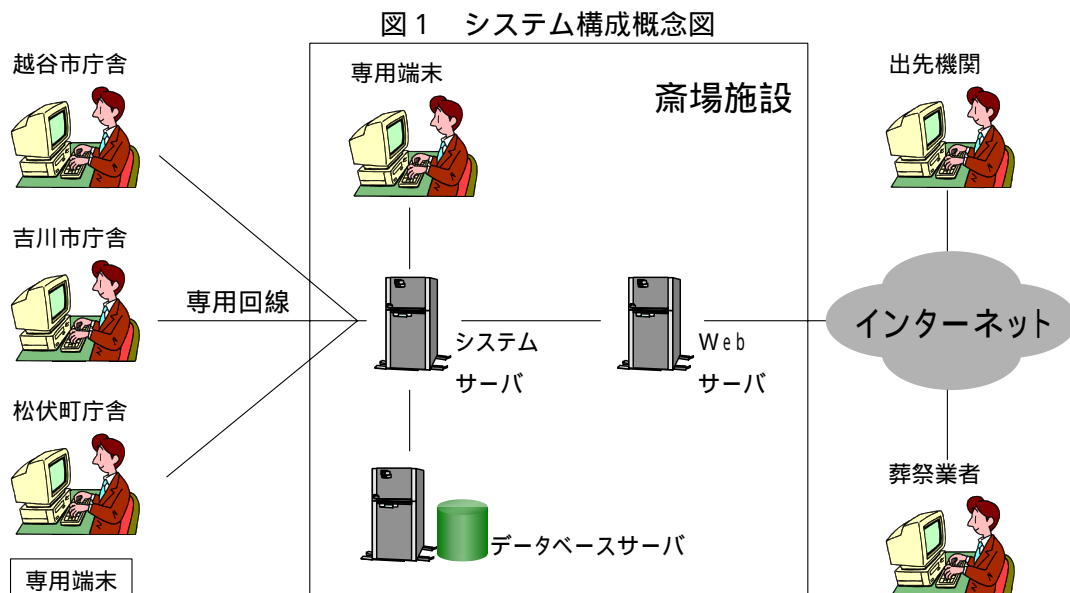 図1 システム構成概念図
越谷市庁舎
専用端末
斎場施設
出先機関
吉川市庁舎
専用回線
インターネット
システム
サーバ
Web
サーバ
松伏町庁舎
葬祭業者
データベースサーバ
専用端末